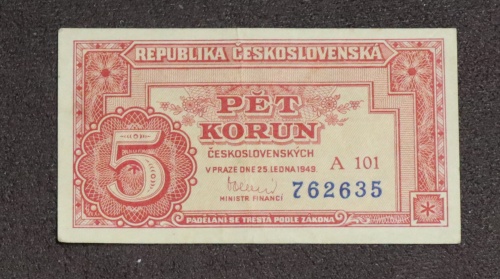 REPUBLIKA ČESKOSLOVENSKÁ
PĚT
KORUN
ČESKOSLOVENSKÝCH
V PRAZE DNE 25. LEDNA 1949
A 101
762635
MINISTR FINANCÍ
5
PADĚLÁNÍ SE TRESTÁ PODLE ZÁKONA